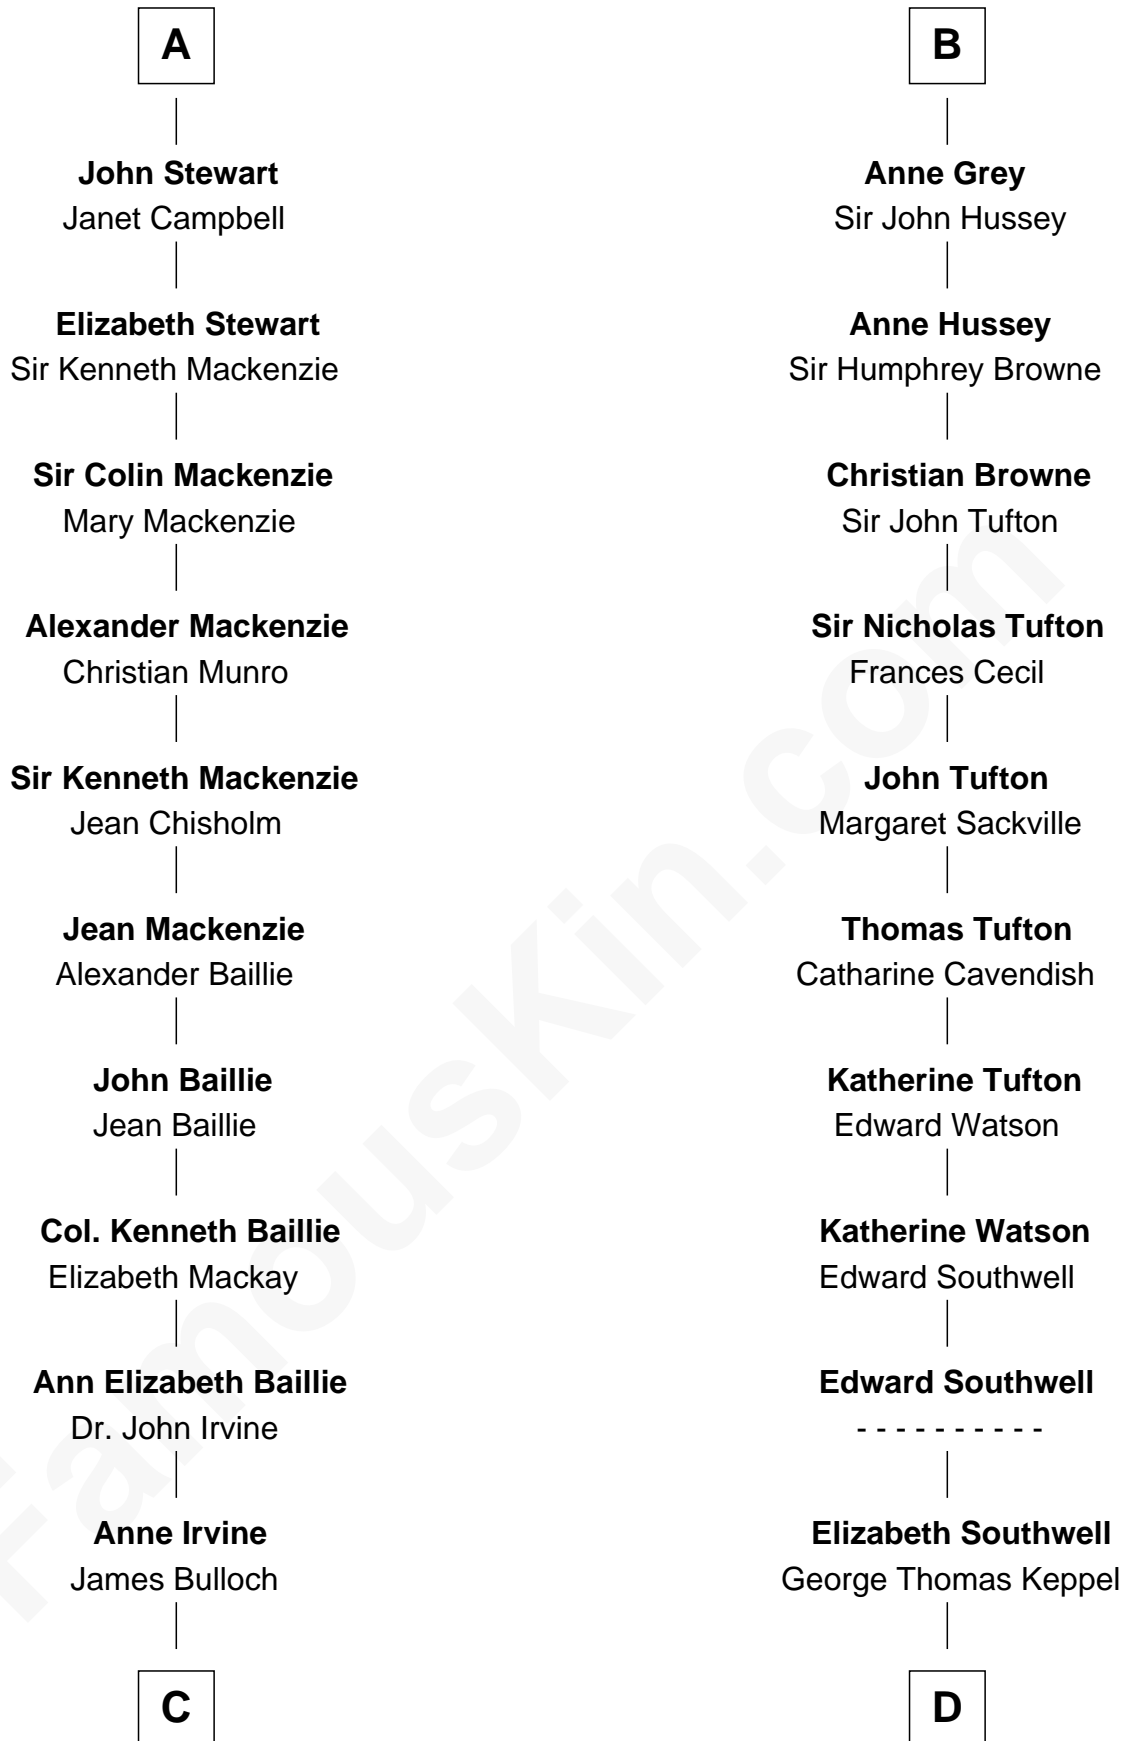 A
John Stewart
Janet Campbell
Elizabeth Stewart
Sir Kenneth Mackenzie
Sir Colin Mackenzie
Mary Mackenzie
Alexander Mackenzie
Christian Munro
Sir Kenneth Mackenzie
Jean Chisholm
Jean Mackenzie
Alexander Baillie
John Baillie
Jean Baillie
Col. Kenneth Baillie
Elizabeth Mackay
Ann Elizabeth Baillie
Dr. John Irvine
Anne Irvine
James Bulloch
C
B
Anne Grey
Sir John Hussey
Anne Hussey
Sir Humphrey Browne
Christian Browne
Sir John Tufton
Sir Nicholas Tufton
Frances Cecil
John Tufton
Margaret Sackville
Thomas Tufton
Catharine Cavendish
Katherine Tufton
Edward Watson
Katherine Watson
Edward Southwell
Edward Southwell
- - - - - - - - - -
Elizabeth Southwell
George Thomas Keppel
D
FamousKin.com